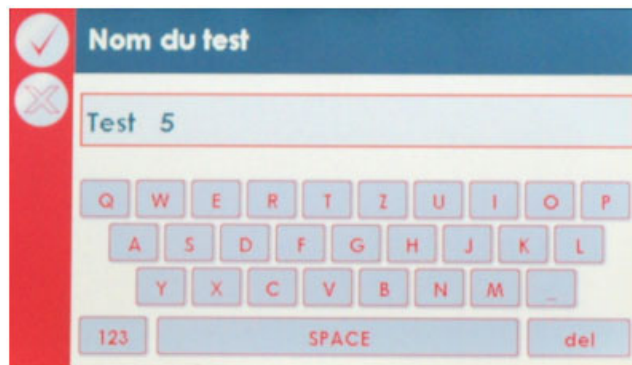 Nom du test
Test 5
Q W E R T Z U I O P
A S D F G H J K L
Y X C V B N M _
123 SPACE del